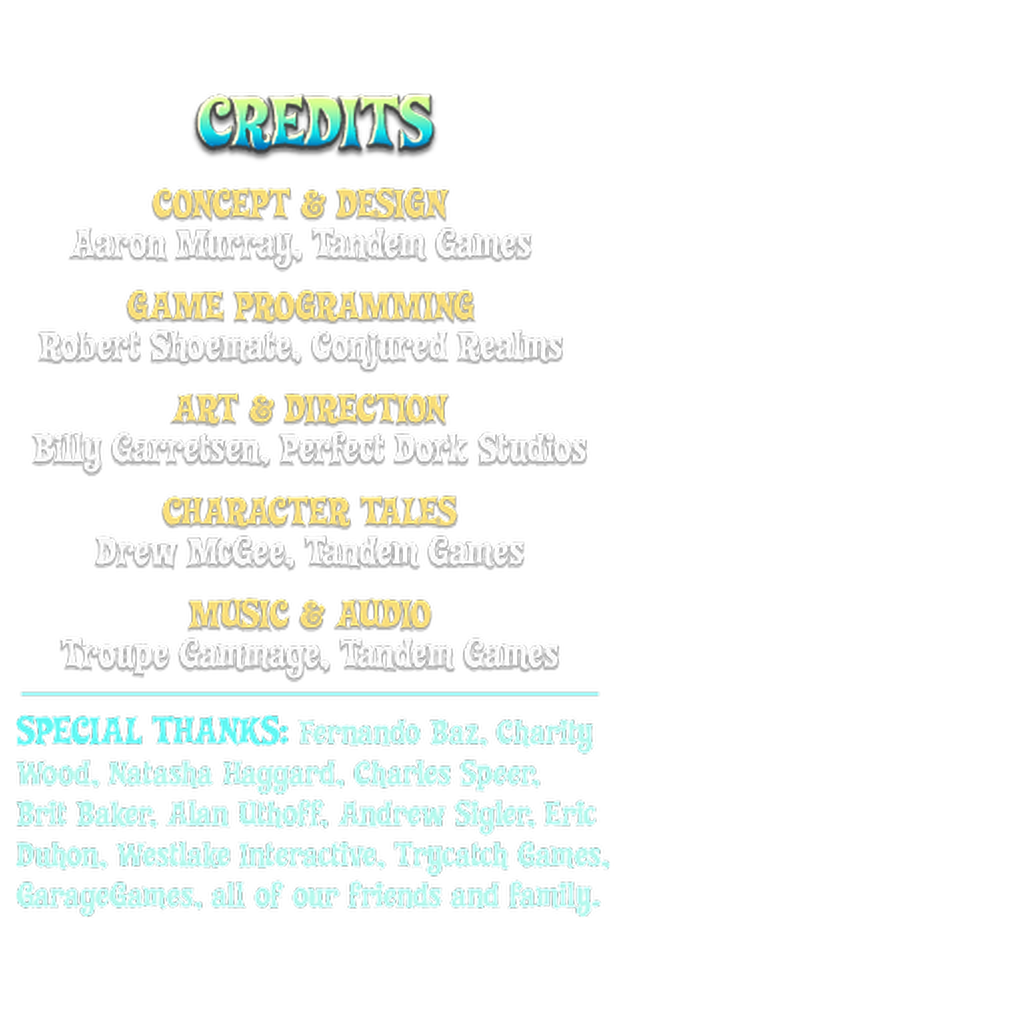 CREDITS
CONCEPT & DESIGN
Aaron Murray, Tandem Games
GAME PROGRAMMING
Robert Shoemate, Conjured Realms
ART & DIRECTION
Billy Garretsen, Perfect Dork Studios
CHARACTER TALES
Drew McGee, Tandem Games
MUSIC & AUDIO
Troupe Gammage, Tandem Games
SPECIAL THANKS: Fernando Baz, Charity
Wood, Natasha Haggard, Charles Speer,
Brit Baker, Alan Uthoff, Andrew Sigler, Eric
Duhon, Westlake Interactive, Trycatch Games,
GarageGames, all of our friends and family.